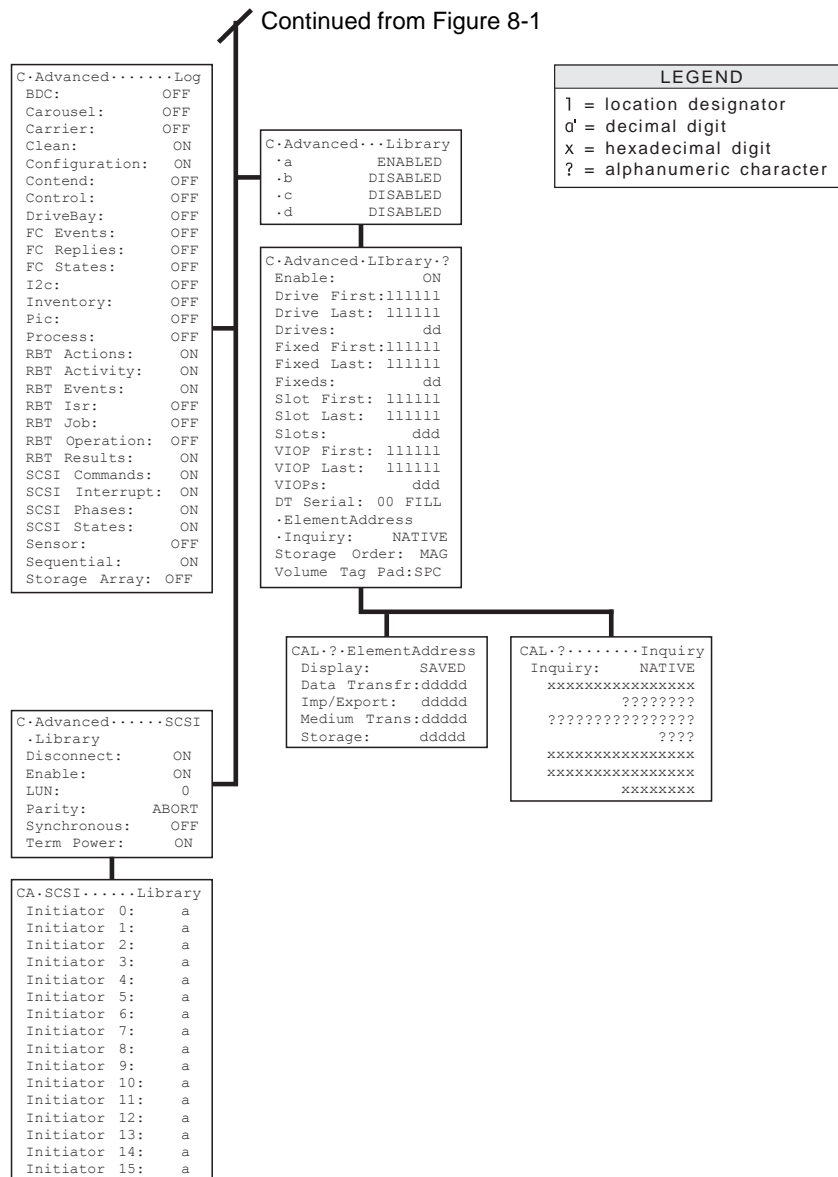 Continued from Figure 8-1
C·Advanced·······Log
BDC: OFF
Carousel: OFF
Carrier: OFF
Clean: ON
Configuration: ON
Contend: OFF
Control: OFF
DriveBay: OFF
FC Events: OFF
FC Replies: OFF
FC States: OFF
I2c: OFF
Inventory: OFF
Pic: OFF
Process: OFF
RBT Actions: ON
RBT Activity: ON
RBT Events: ON
RBT Isr: OFF
RBT Job: OFF
RBT Operation: OFF
RBT Results: ON
SCSI Commands: ON
SCSI Interrupt: ON
SCSI Phases: ON
SCSI States: ON
Sensor: OFF
Sequential: ON
Storage Array: OFF
C·Advanced···Library
·a ENABLED
·b DISABLED
·c DISABLED
·d DISABLED
LEGEND
l = location designator
d = decimal digit
x = hexadecimal digit
? = alphanumeric character
C·Advanced·LIbrary·?
Enable: ON
Drive First:llllll
Drive Last: llllll
Drives: dd
Fixed First:llllll
Fixed Last: llllll
Fixeds: dd
Slot First: llllll
Slot Last: llllll
Slots: ddd
VIOP First: llllll
VIOP Last: llllll
VIOPs: ddd
DT Serial: 00 FILL
·ElementAddress
·Inquiry: NATIVE
Storage Order: MAG
Volume Tag Pad:SPC
CAL·?·ElementAddress
Display: SAVED
Data Transfr:ddddd
Imp/Export: ddddd
Medium Trans:ddddd
Storage: ddddd
CAL·?········Inquiry
Inquiry: NATIVE
xxxxxxxxxxxxxxxx
????????
????????????????
????
xxxxxxxxxxxxxxxx
xxxxxxxxxxxxxxxx
xxxxxxxx
C·Advanced······SCSI
·Library
Disconnect: ON
Enable: ON
LUN: 0
Parity: ABORT
Synchronous: OFF
Term Power: ON
CA·SCSI······Library
Initiator 0: a
Initiator 1: a
Initiator 2: a
Initiator 3: a
Initiator 4: a
Initiator 5: a
Initiator 6: a
Initiator 7: a
Initiator 8: a
Initiator 9: a
Initiator 10: a
Initiator 11: a
Initiator 12: a
Initiator 13: a
Initiator 14: a
Initiator 15: a